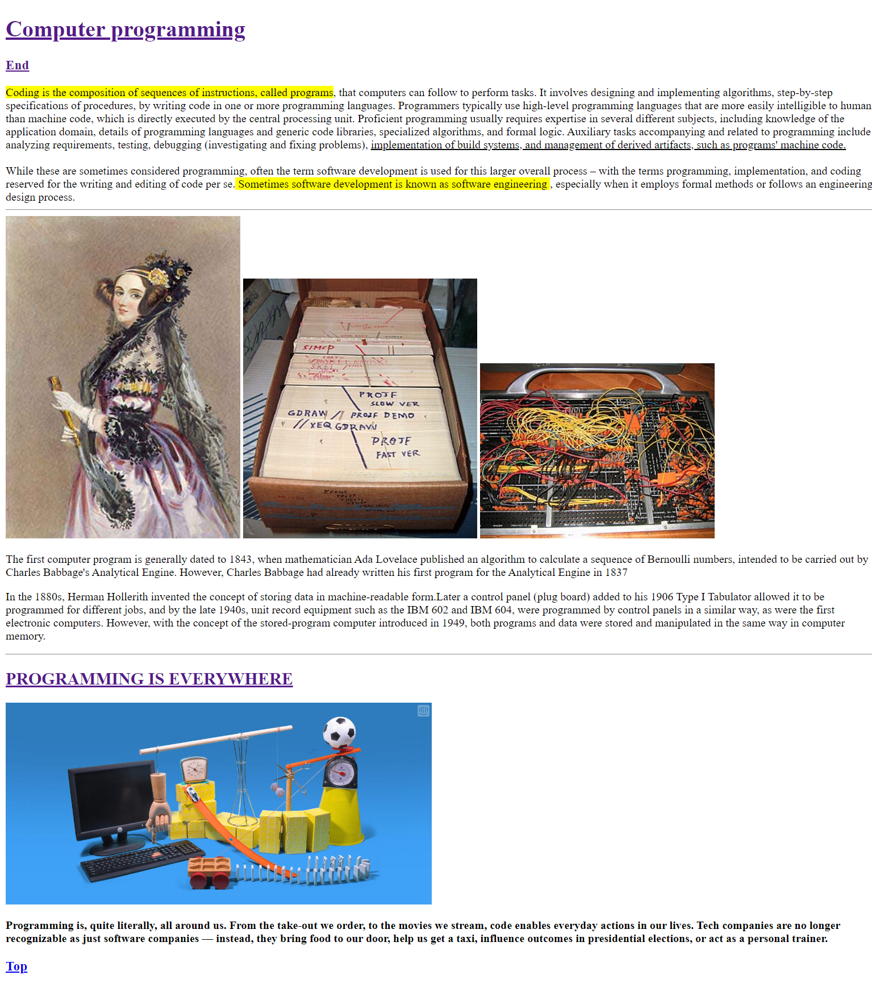 Computer programming
End
Coding is the composition of sequences of instructions, called programs, that computers can follow to perform tasks. It involves designing and implementing algorithms, step-by-step
specifications of procedures, by writing code in one or more programming languages. Programmers typically use high-level programming languages that are more easily intelligible to human
than machine code, which is directly executed by the central processing unit. Proficient programming usually requires expertise in several different subjects, including knowledge of the
application domain, details of programming languages and generic code libraries, specialized algorithms, and formal logic. Auxiliary tasks accompanying and related to programming include
analyzing requirements, testing, debugging (investigating and fixing problems), implementation of build systems, and management of derived artifacts, such as programs' machine code.
While these are sometimes considered programming, often the term software development is used for this larger overall process – with the terms programming, implementation, and coding
reserved for the writing and editing of code per se. Sometimes software development is known as software engineering , especially when it employs formal methods or follows an engineering
design process.
SIMCD
SKEL
PROJF
SLOW VER
GDRAW // PROJF DEMO
// XEQ GDRAW
PROJF
FAST VER
The first computer program is generally dated to 1843, when mathematician Ada Lovelace published an algorithm to calculate a sequence of Bernoulli numbers, intended to be carried out by
Charles Babbage's Analytical Engine. However, Charles Babbage had already written his first program for the Analytical Engine in 1837
In the 1880s, Herman Hollerith invented the concept of storing data in machine-readable form.Later a control panel (plug board) added to his 1906 Type I Tabulator allowed it to be
programmed for different jobs, and by the late 1940s, unit record equipment such as the IBM 602 and IBM 604, were programmed by control panels in a similar way, as were the first
electronic computers. However, with the concept of the stored-program computer introduced in 1949, both programs and data were stored and manipulated in the same way in computer
memory.
PROGRAMMING IS EVERYWHERE
Programming is, quite literally, all around us. From the take-out we order, to the movies we stream, code enables everyday actions in our lives. Tech companies are no longer
recognizable as just software companies — instead, they bring food to our door, help us get a taxi, influence outcomes in presidential elections, or act as a personal trainer.
Top